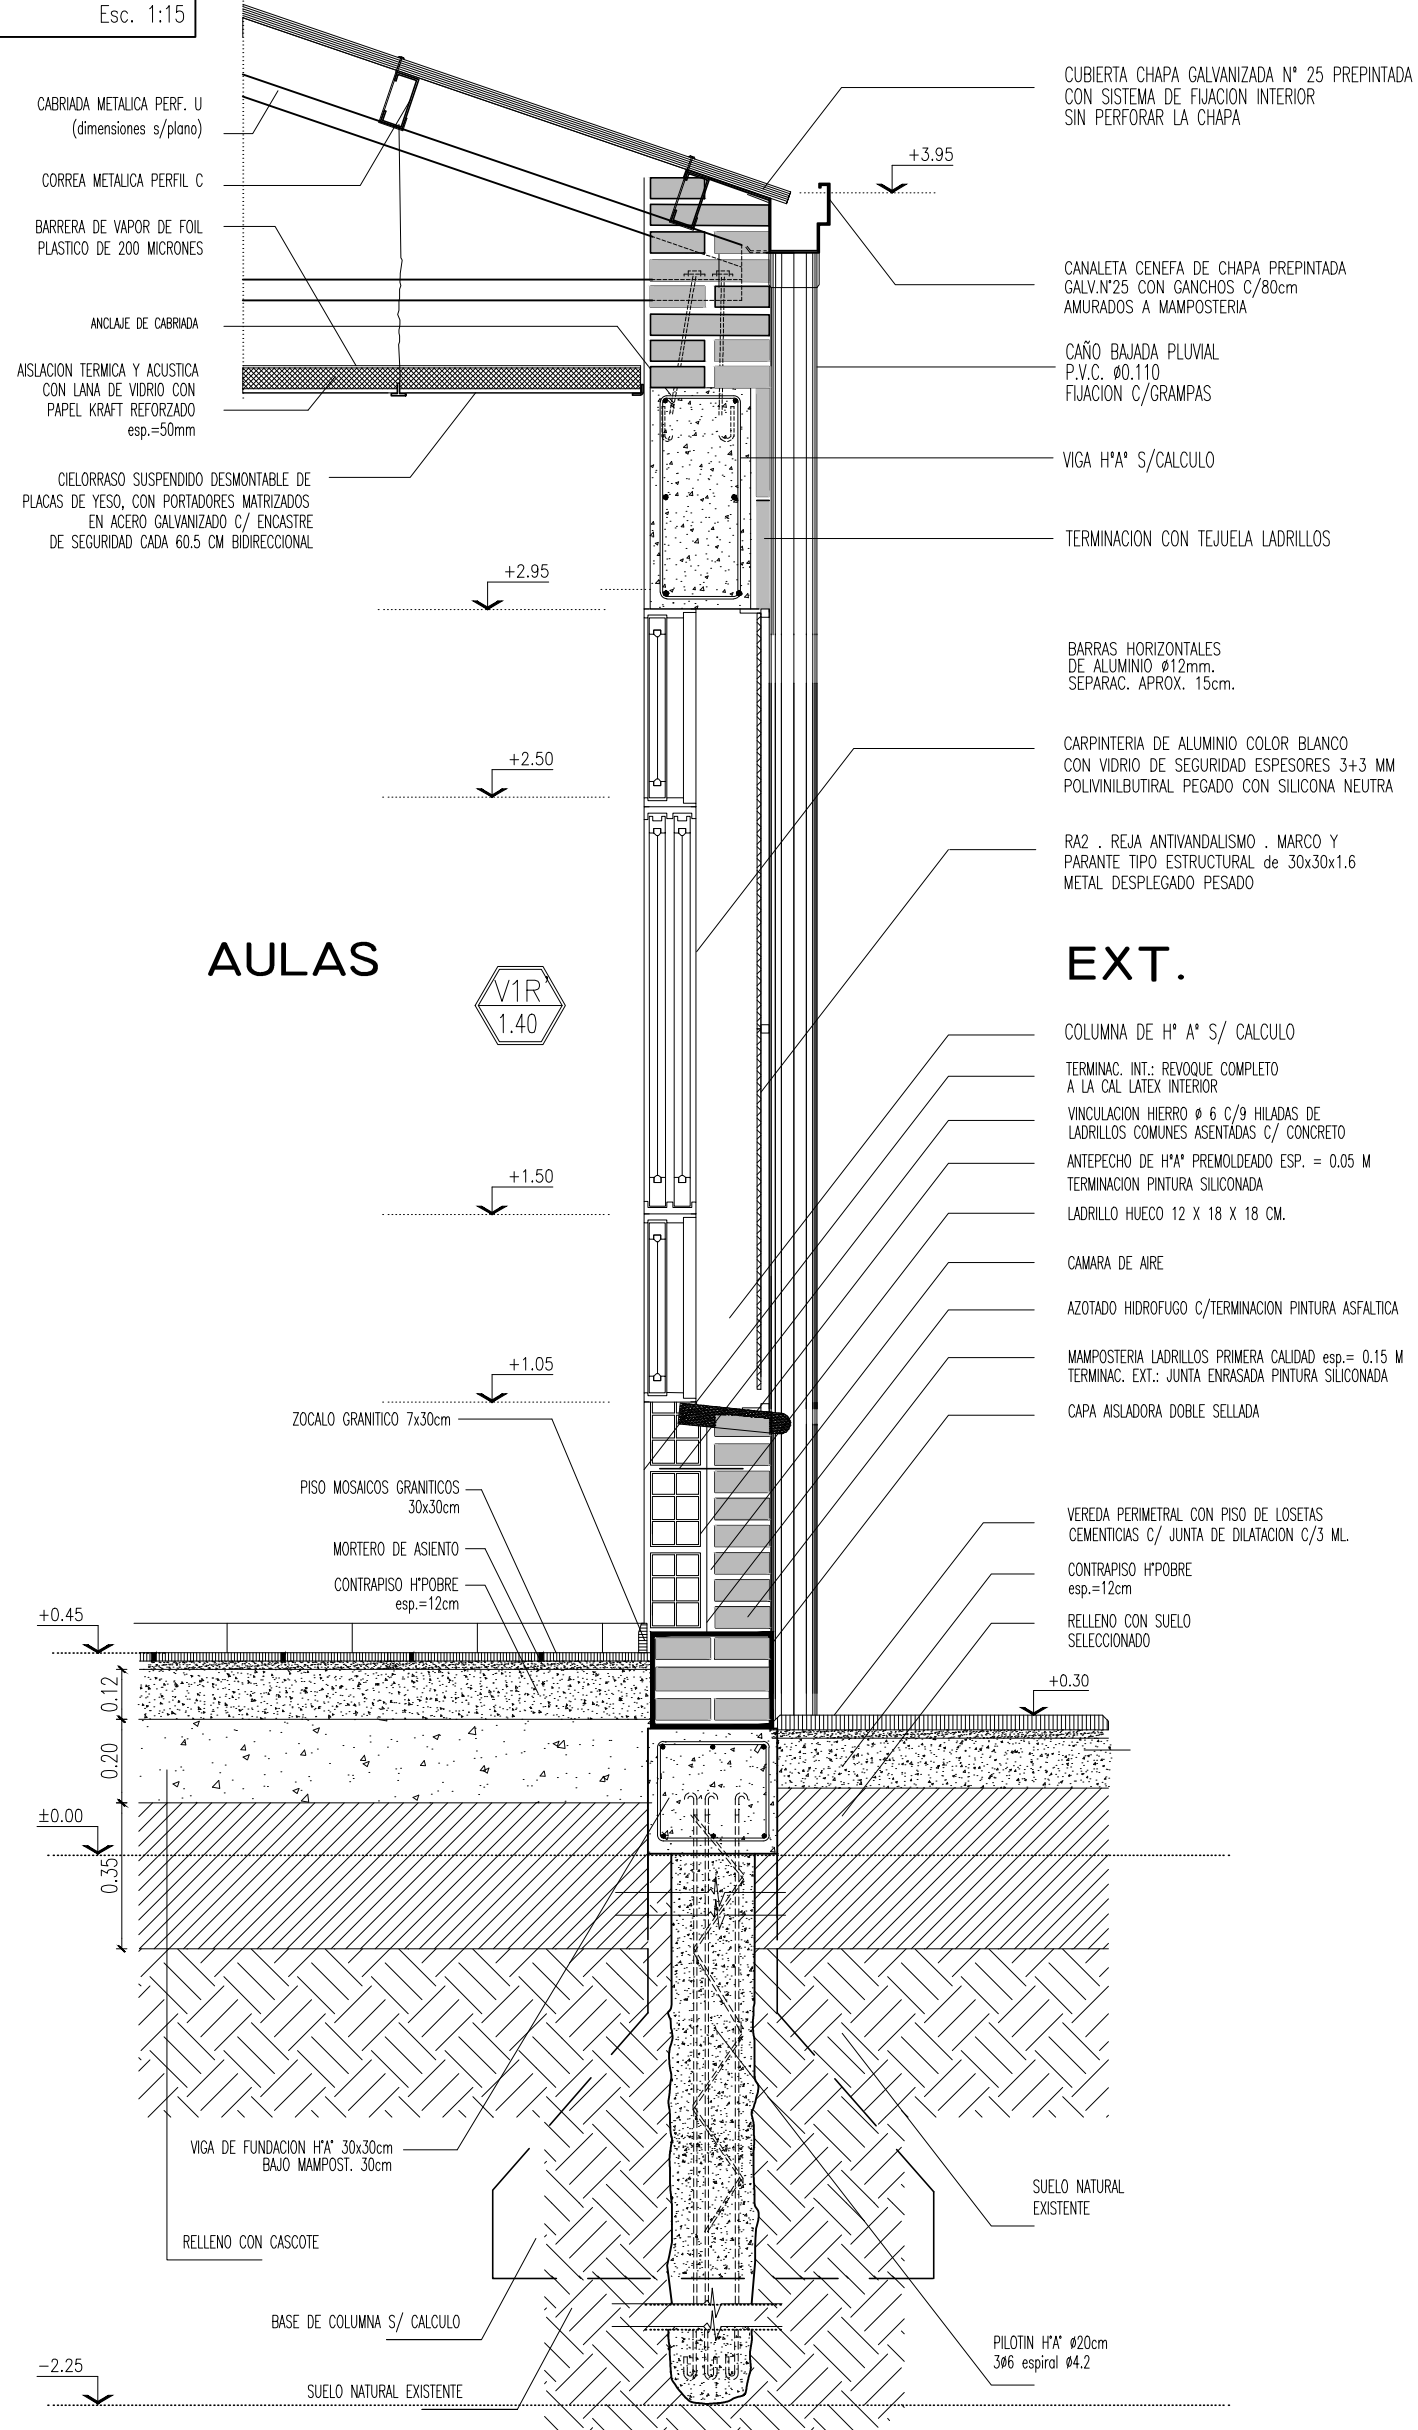 Esc. 1:15
CABRIADA METALICA PERF. U
(dimensiones s/plano)
CORREA METALICA PERFIL C
BARRERA DE VAPOR DE FOIL
PLASTICO DE 200 MICRONES
ANCLAJE DE CABRIADA
AISLACION TERMICA Y ACUSTICA
CON LANA DE VIDRIO CON
PAPEL KRAFT REFORZADO
esp.=50mm
CIELORRASO SUSPENDIDO DESMONTABLE DE
PLACAS DE YESO, CON PORTADORES MATRIZADOS
EN ACERO GALVANIZADO C/ ENCASTRE
DE SEGURIDAD CADA 60.5 CM BIDIRECCIONAL
CUBIERTA CHAPA GALVANIZADA N° 25 PREPINTADA
CON SISTEMA DE FIJACION INTERIOR
SIN PERFORAR LA CHAPA
+3.95
CANALETA CENEFA DE CHAPA PREPINTADA
GALV.N°25 CON GANCHOS C/80cm
AMURADOS A MAMPOSTERIA
CAÑO BAJADA PLUVIAL
P.V.C. ø0.110
FIJACION C/GRAMPAS
VIGA H°A° S/CALCULO
TERMINACION CON TEJUELA LADRILLOS
+2.95
BARRAS HORIZONTALES
DE ALUMINIO ø12mm.
SEPARAC. APROX. 15cm.
+2.50
CARPINTERIA DE ALUMINIO COLOR BLANCO
CON VIDRIO DE SEGURIDAD ESPESORES 3+3 MM
POLIVINILBUTIRAL PEGADO CON SILICONA NEUTRA
RA2 . REJA ANTIVANDALISMO . MARCO Y
PARANTE TIPO ESTRUCTURAL de 30x30x1.6
METAL DESPLEGADO PESADO
AULAS
V1R'
1.40
EXT.
COLUMNA DE H° A° S/ CALCULO
TERMINAC. INT.: REVOQUE COMPLETO
A LA CAL LATEX INTERIOR
VINCULACION HIERRO ø 6 C/9 HILADAS DE
LADRILLOS COMUNES ASENTADAS C/ CONCRETO
ANTEPECHO DE H°A° PREMOLDEADO ESP. = 0.05 M
TERMINACION PINTURA SILICONADA
+1.50
LADRILLO HUECO 12 X 18 X 18 CM.
CAMARA DE AIRE
AZOTADO HIDROFUGO C/TERMINACION PINTURA ASFALTICA
+1.05
MAMPOSTERIA LADRILLOS PRIMERA CALIDAD esp.= 0.15 M
TERMINAC. EXT.: JUNTA ENRASADA PINTURA SILICONADA
CAPA AISLADORA DOBLE SELLADA
ZOCALO GRANITICO 7x30cm
PISO MOSAICOS GRANITICOS
30x30cm
MORTERO DE ASIENTO
CONTRAPISO H°POBRE
esp.=12cm
VEREDA PERIMETRAL CON PISO DE LOSETAS
CEMENTICIAS C/ JUNTA DE DILATACION C/3 ML.
CONTRAPISO H°POBRE
esp.=12cm
RELLENO CON SUELO
SELECCIONADO
+0.45
+0.30
0.12
0.20
±0.00
0.35
VIGA DE FUNDACION H°A° 30x30cm
BAJO MAMPOST. 30cm
RELLENO CON CASCOTE
SUELO NATURAL
EXISTENTE
BASE DE COLUMNA S/ CALCULO
PILOTIN H°A° ø20cm
3ø6 espiral ø4.2
-2.25
SUELO NATURAL EXISTENTE